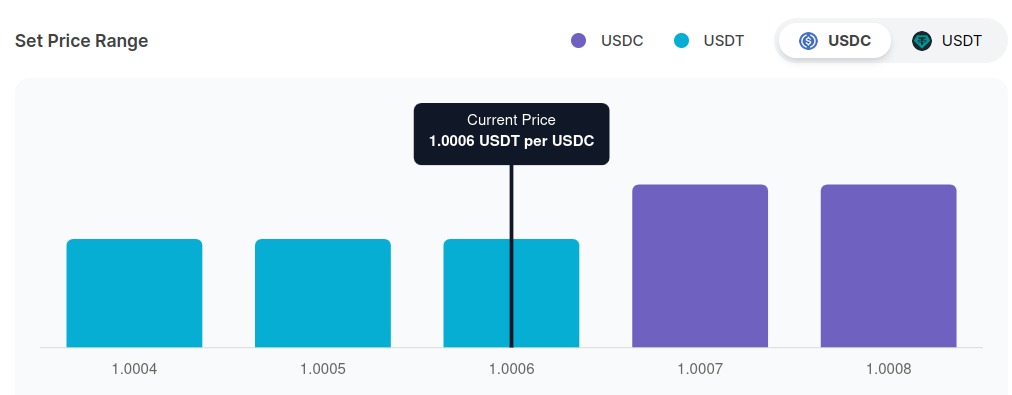 Set Price Range
USDC
USDT
USDC
USDT
Current Price
1.0006 USDT per USDC
1.0004
1.0005
1.0006
1.0007
1.0008